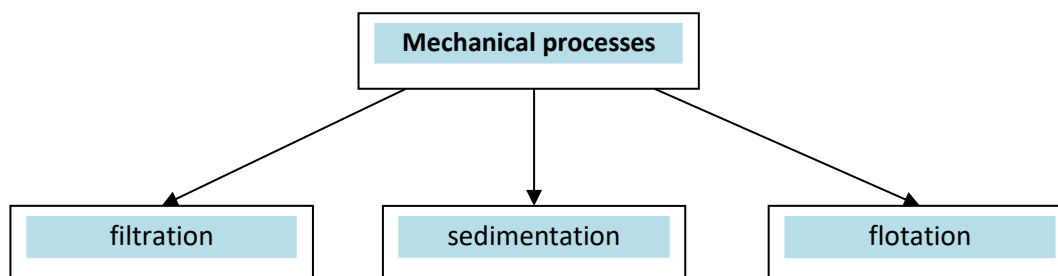 Mechanical processes
filtration
sedimentation
flotation